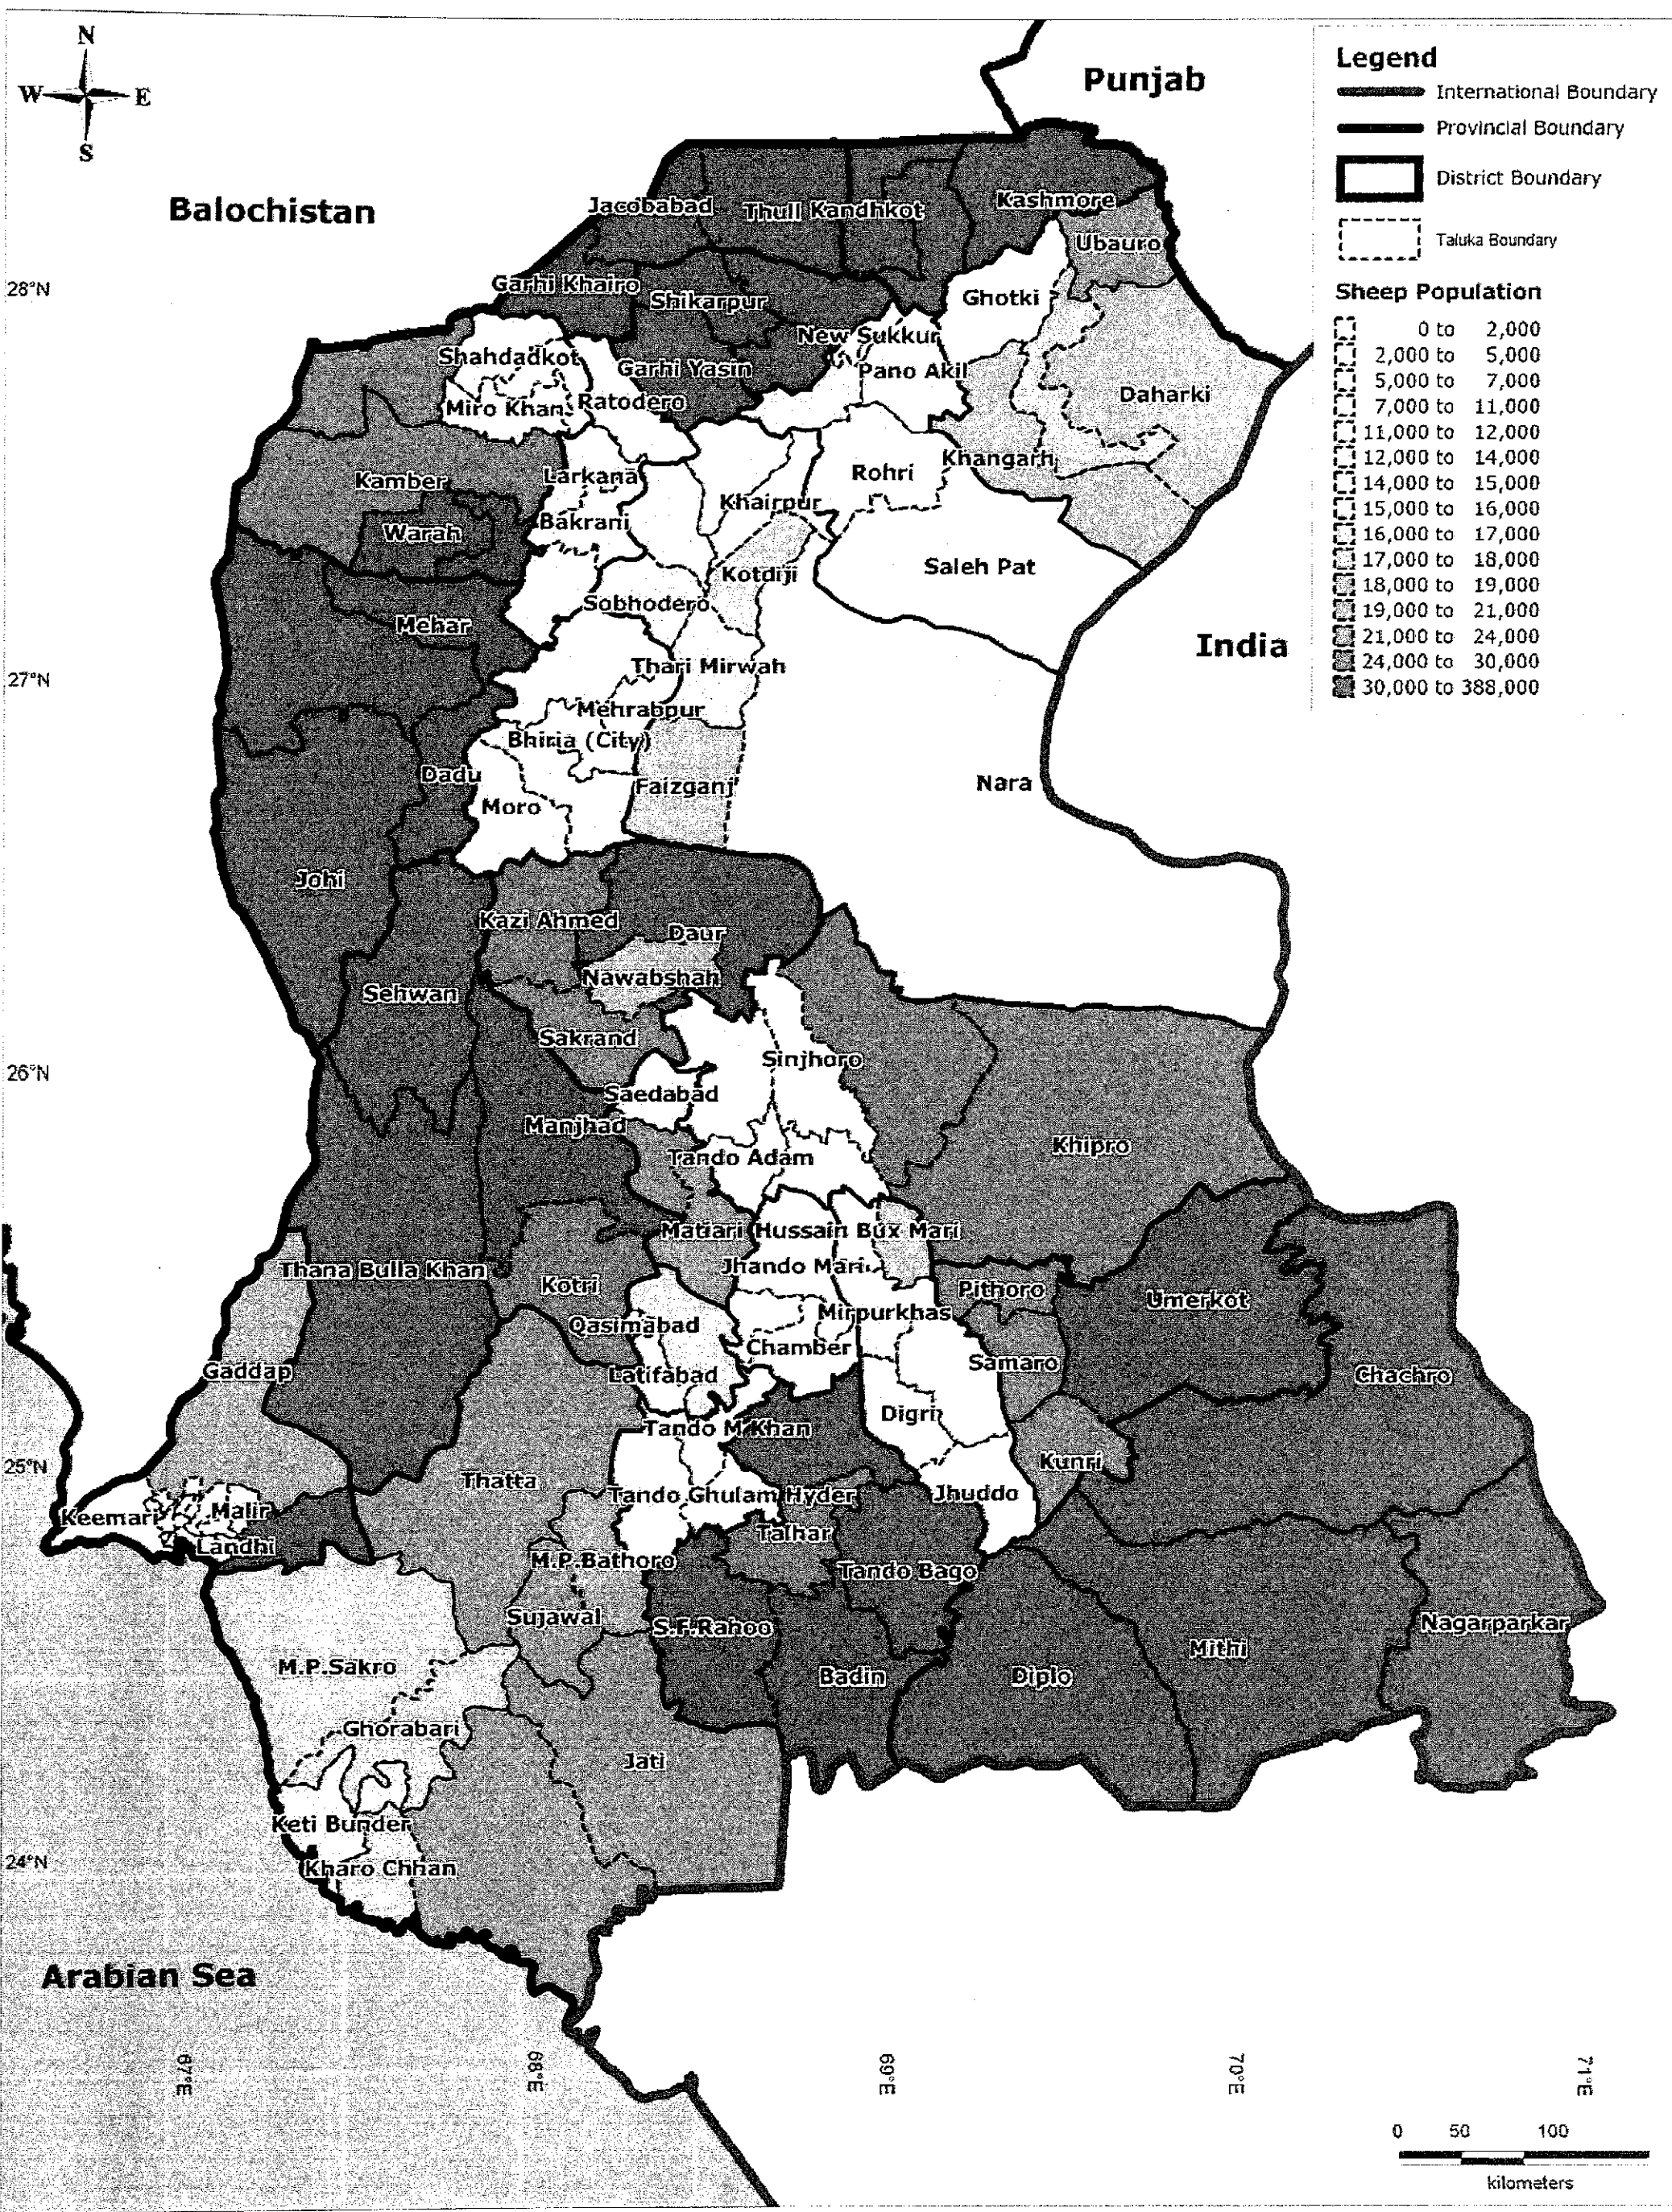 N
W E
S
Punjab
Balochistan
India
Arabian Sea
Legend
International Boundary
Provincial Boundary
District Boundary
Taluka Boundary
Sheep Population
0 to 2,000
2,000 to 5,000
5,000 to 7,000
7,000 to 11,000
11,000 to 12,000
12,000 to 14,000
14,000 to 15,000
15,000 to 16,000
16,000 to 17,000
17,000 to 18,000
18,000 to 19,000
19,000 to 21,000
21,000 to 24,000
24,000 to 30,000
30,000 to 388,000
28°N
27°N
26°N
25°N
24°N
Jacobabad
Thull
Kandhkot
Kashmore
Ubauro
Garhi Khairo
Shikarpur
Ghotki
New Sukkur
Shahdadkot
Garhi Yasin
Pano Akil
Daharki
Miro Khan
Ratodero
Khangarh
Kamber
Larkana
Rohri
Khairpur
Bakrani
Warah
Saleh Pat
Kotdiji
Sobhodero
Mehar
Thari Mirwah
Mehrabpur
Bhiria (City)
Dadu
Faizganj
Nara
Moro
Johi
Kazi Ahmed
Daur
Nawabshah
Sehwan
Sakrand
Sinjhoro
Saedabad
Manjhad
Khipro
Tando Adam
Matiari
Hussain Bux Mari
Jhando Mari
Thana Bulla Khan
Kotri
Pithoro
Umerkot
Mirpurkhas
Qasimabad
Chamber
Samaro
Gaddap
Latifabad
Chachro
Digri
Tando M Khan
Kunri
Thatta
Tando Ghulam Hyder
Jhuddo
Keemari
Malir
Landhi
Talhar
M.P.Bathoro
Tando Bago
Sujawal
S.F.Rahoo
Nagarparkar
Mithi
M.P.Sakro
Badin
Diplo
Ghorabari
Jati
Keti Bunder
Kharo Chhan
67°E
68°E
69°E
70°E
71°E
0 50 100
kilometers